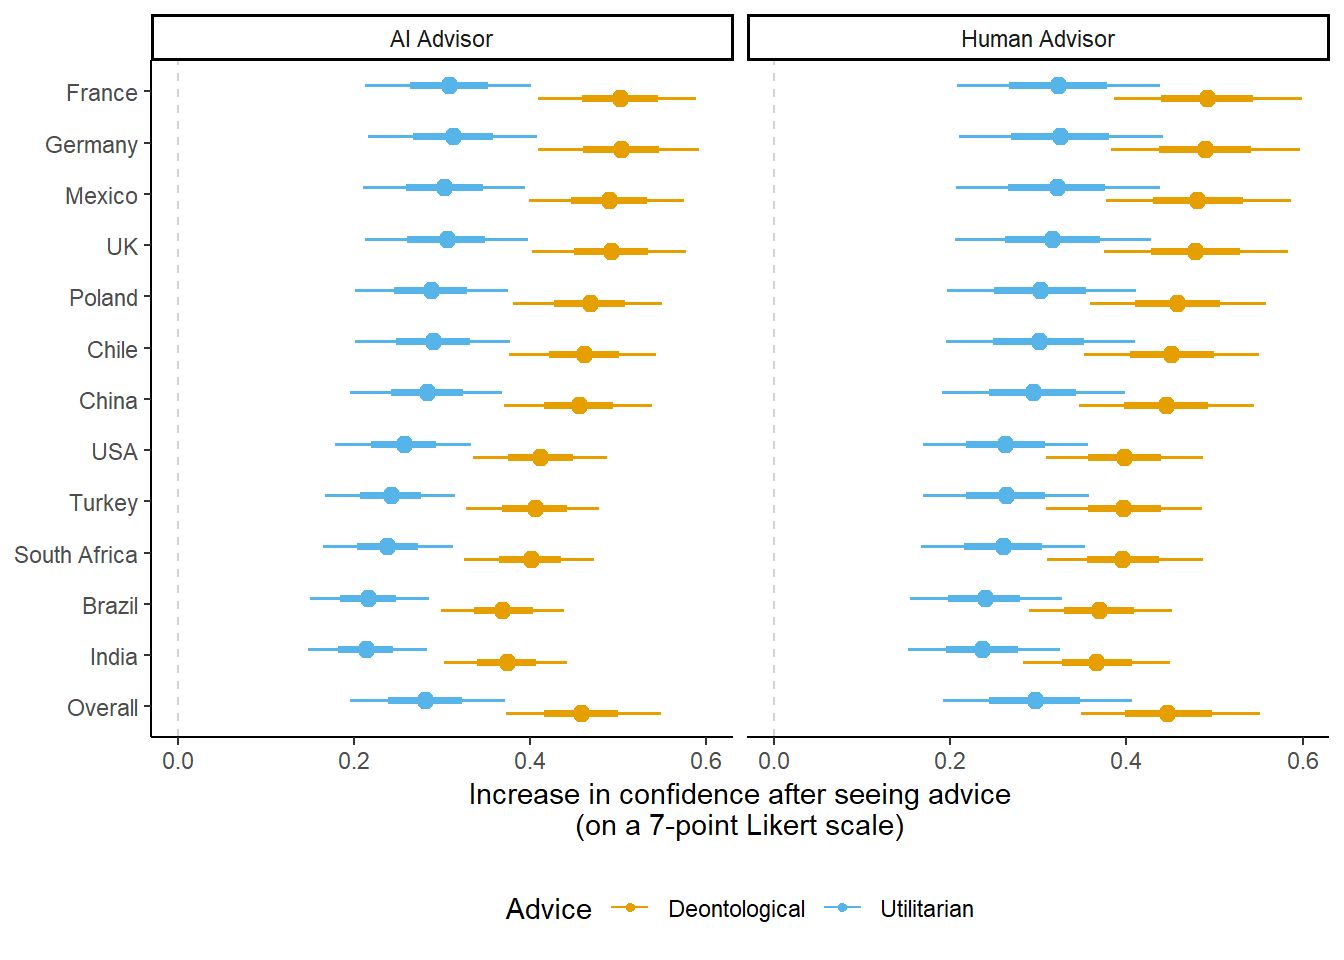 AI Advisor
Human Advisor
France
Germany
Mexico
UK
Poland
Chile
China
USA
Turkey
South Africa
Brazil
India
Overall
0.0 0.2 0.4 0.6
0.0 0.2 0.4 0.6
Increase in confidence after seeing advice
(on a 7-point Likert scale)
Advice Deontological Utilitarian